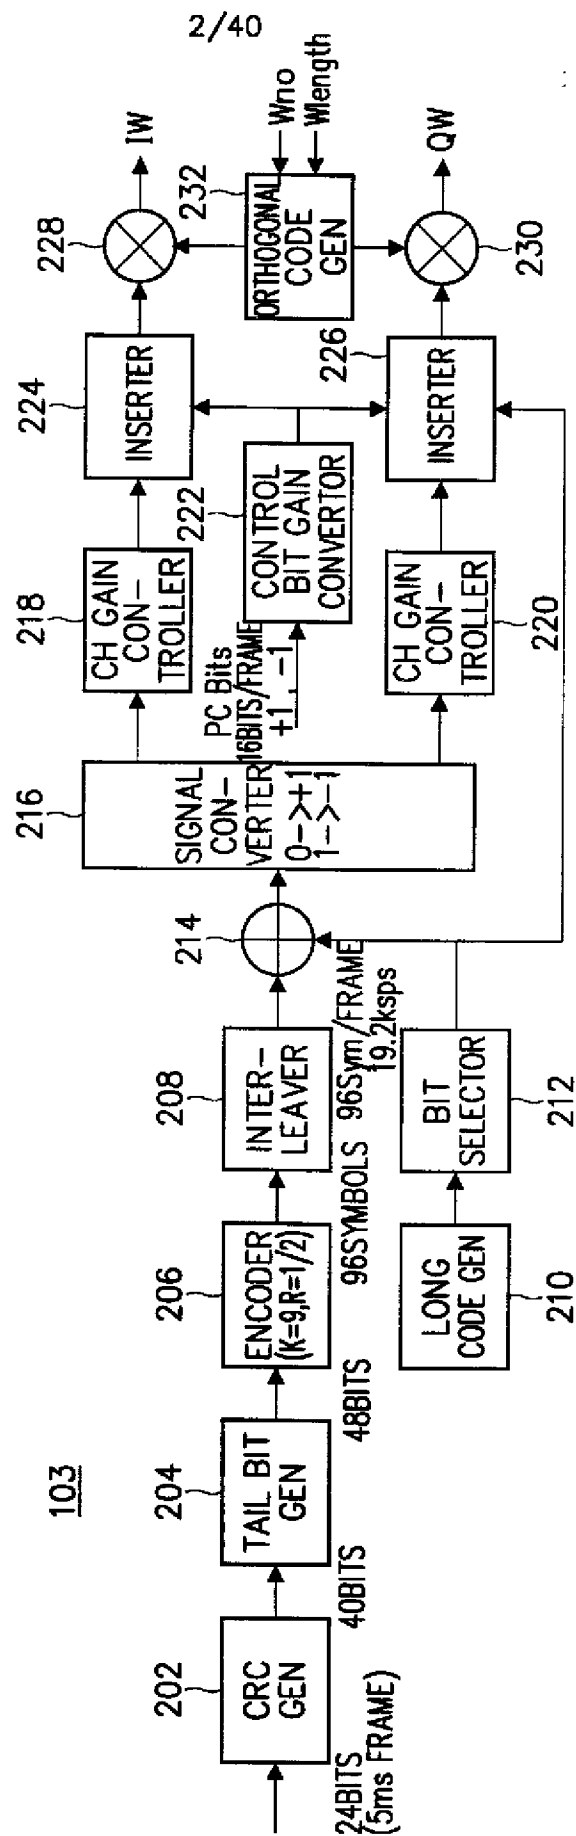 2/40
103
24BITS
(5ms FRAME)
202
CRC
GEN
40BITS
204
TAIL BIT
GEN
48BITS
206
ENCODER
(K=9,R=1/2)
96SYMBOLS
208
INTER-
LEAVER
96Sym/FRAME
19.2ksps
210
LONG
CODE GEN
212
BIT
SELECTOR
214
216
SIGNAL
CON-
VERTER
0->+1
1->-1
218
CH GAIN
CON-
TROLLER
PC Bits
16BITS/FRAME
+1, -1
222
CONTROL
BIT GAIN
CONVERTOR
220
CH GAIN
CON-
TROLLER
224
INSERTER
226
INSERTER
228
IW
232
ORTHOGONAL
CODE
GEN
Wno
Wlength
230
QW